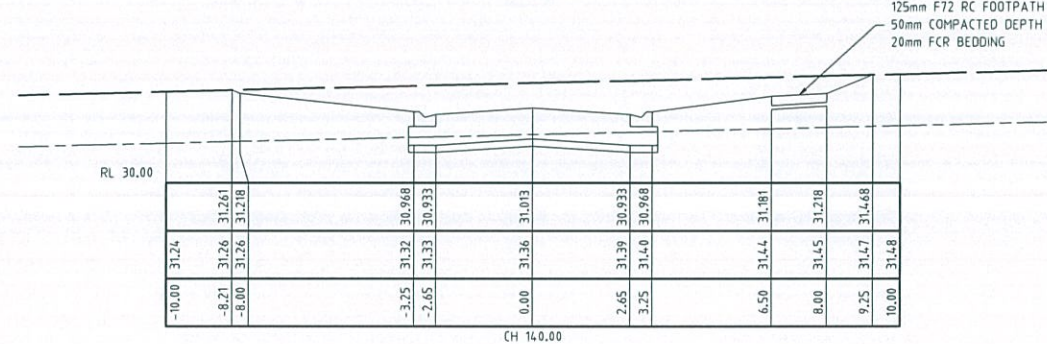 125mm F72 RC FOOTPATH
50mm COMPACTED DEPTH
20mm FCR BEDDING
RL 30.00
31.261 31.218 30.968 30.933 31.013 30.933 30.968 31.181 31.218 31.468
31.24 31.26 31.26 31.32 31.33 31.36 31.39 31.40 31.44 31.45 31.47 31.48
-10.00 -8.21 -8.00 -3.25 -2.65 0.00 2.65 3.25 6.50 8.00 9.25 10.00
CH 140.00